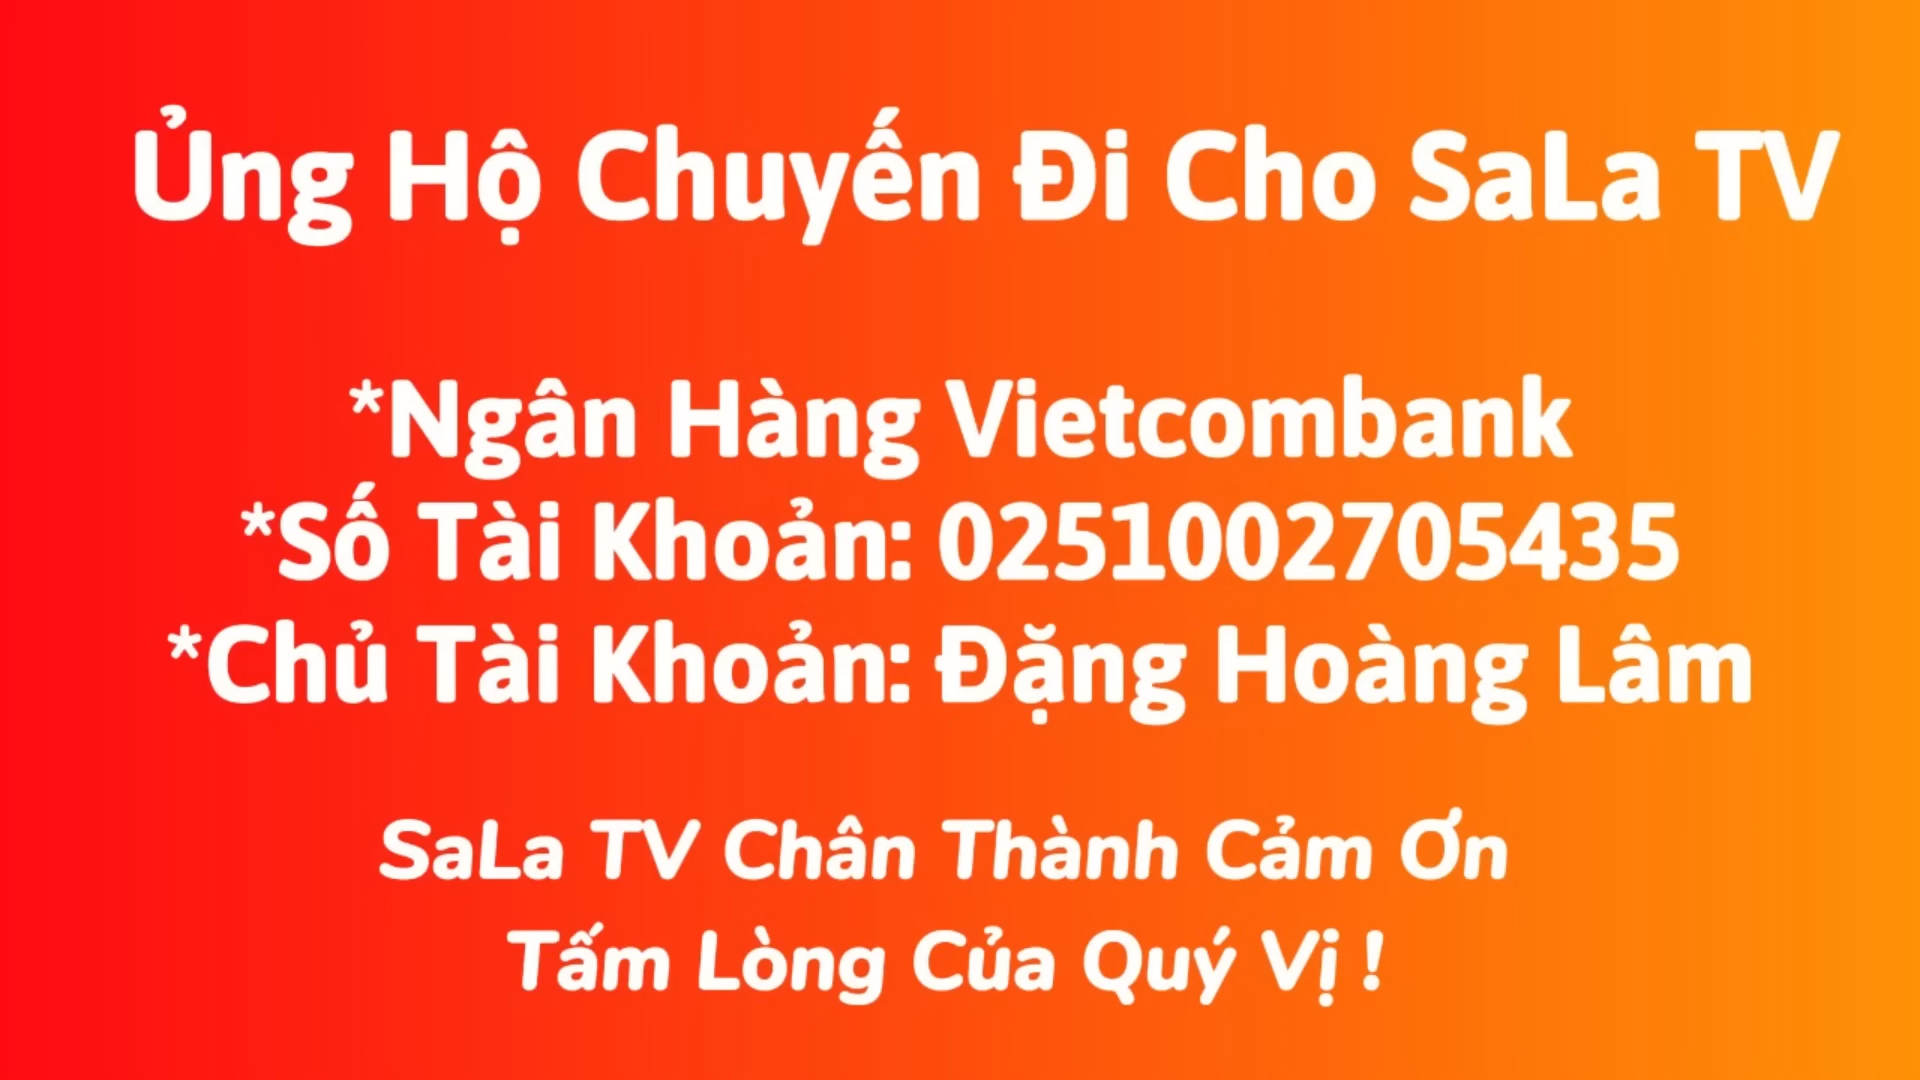 Ủng Hộ Chuyến Đi Cho SaLa TV
*Ngân Hàng Vietcombank
*Số Tài Khoản: 0251002705435
*Chủ Tài Khoản: Đặng Hoàng Lâm
SaLa TV Chân Thành Cảm Ơn
Tấm Lòng Của Quý Vị !